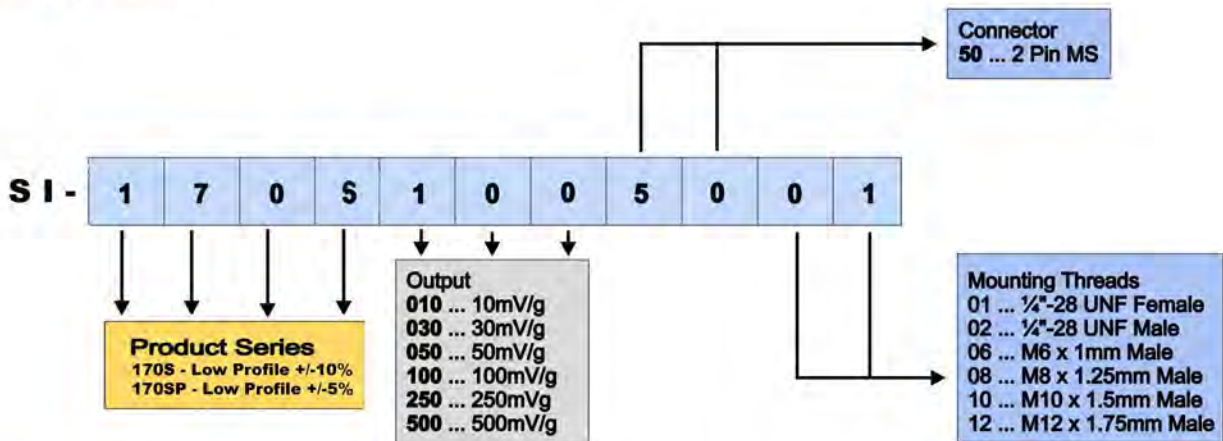 Connector
50 ... 2 Pin MS
SI- 1 7 0 S 1 0 0 5 0 0 1
Product Series
170S - Low Profile +/-10%
170SP - Low Profile +/-5%
Output
010 ... 10mV/g
030 ... 30mV/g
050 ... 50mV/g
100 ... 100mV/g
250 ... 250mVg
500 ... 500mV/g
Mounting Threads
01 ... ¼"-28 UNF Female
02 ... ¼"-28 UNF Male
06 ... M6 x 1mm Male
08 ... M8 x 1.25mm Male
10 ... M10 x 1.5mm Male
12 ... M12 x 1.75mm Male